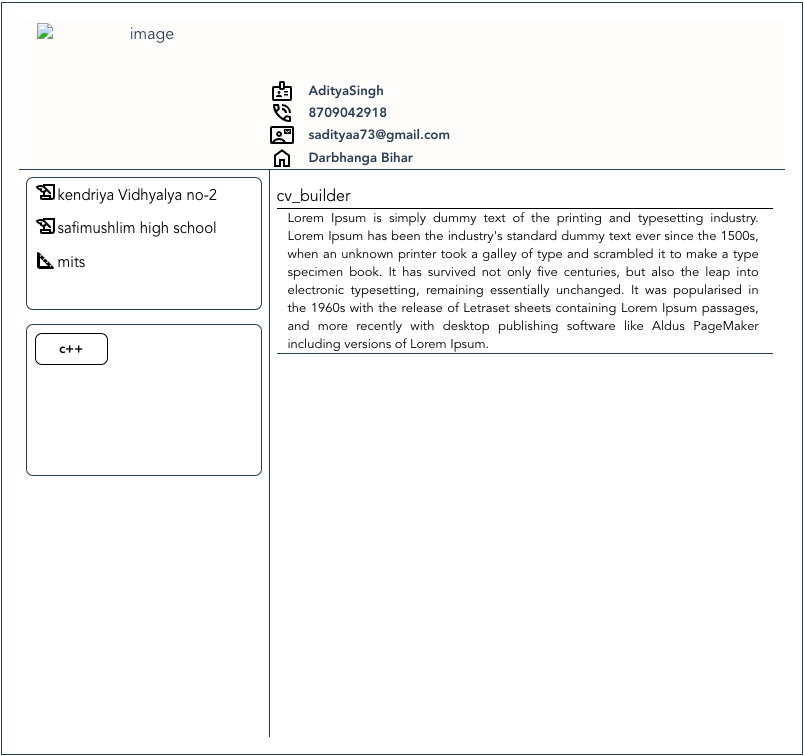 image
AdityaSingh
8709042918
sadityaa73@gmail.com
Darbhanga Bihar
kendriya Vidhyalya no-2
safimushlim high school
mits
c++
cv_builder
Lorem Ipsum is simply dummy text of the printing and typesetting industry.
Lorem Ipsum has been the industry's standard dummy text ever since the 1500s,
when an unknown printer took a galley of type and scrambled it to make a type
specimen book. It has survived not only five centuries, but also the leap into
electronic typesetting, remaining essentially unchanged. It was popularised in
the 1960s with the release of Letraset sheets containing Lorem Ipsum passages,
and more recently with desktop publishing software like Aldus PageMaker
including versions of Lorem Ipsum.